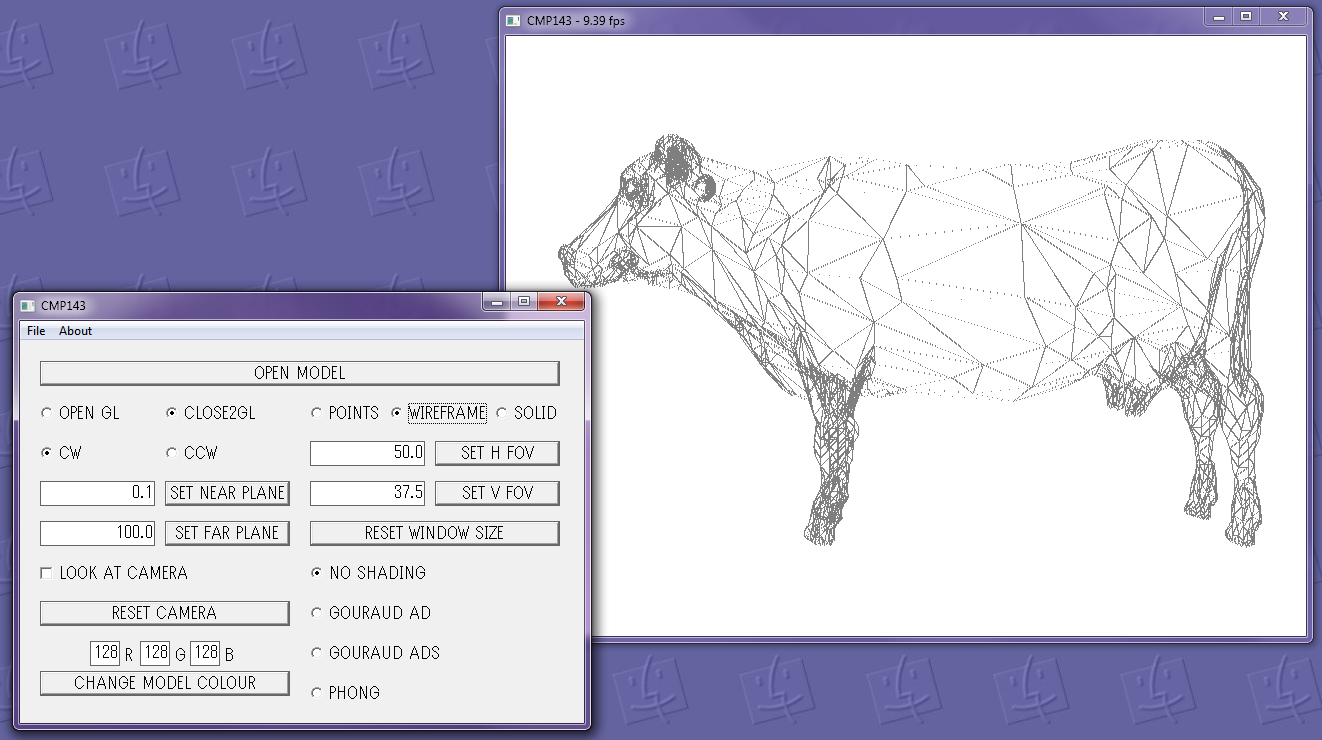 CMP143 - 9.39 fps
CMP143
File About
OPEN MODEL
OPEN GL CLOSE2GL POINTS WIREFRAME SOLID
CW CCW 50.0 SET H FOV
0.1 SET NEAR PLANE 37.5 SET V FOV
100.0 SET FAR PLANE RESET WINDOW SIZE
LOOK AT CAMERA NO SHADING
RESET CAMERA GOURAUD AD
128 R 128 G 128 B GOURAUD ADS
CHANGE MODEL COLOUR PHONG